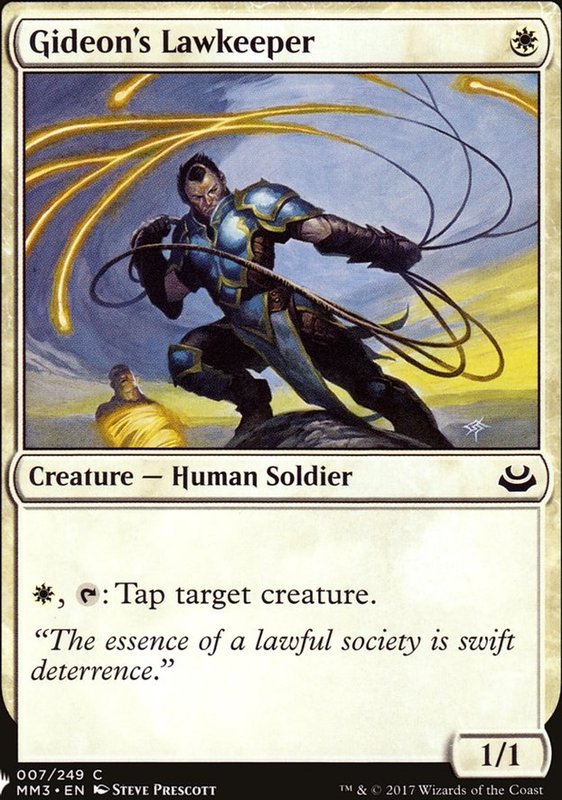 Gideon's Lawkeeper
Creature — Human Soldier
, : Tap target creature.
“The essence of a lawful society is swift
deterrence.”
1/1
007/249 C
MM3 • EN Steve Prescott
™ & © 2017 Wizards of the Coast